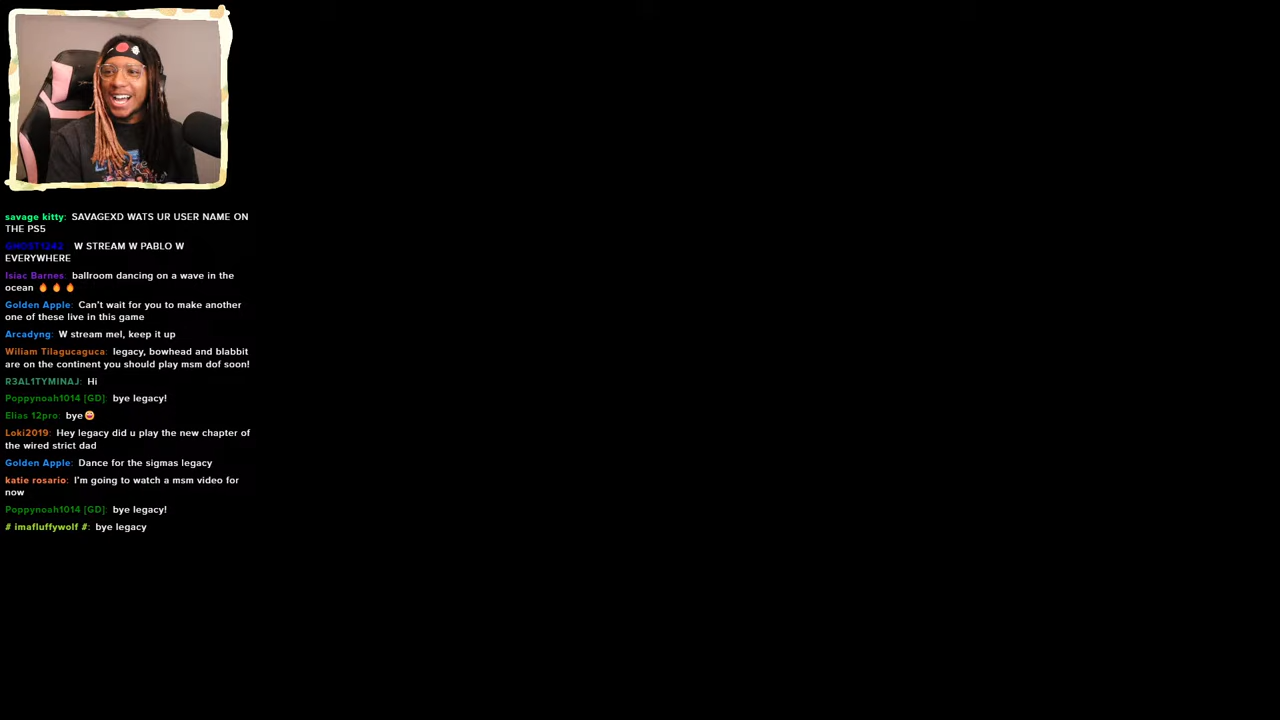 savage kitty: SAVAGEXD WATS UR USER NAME ON
THE PS5
GHOST1242: W STREAM W PABLO W
EVERYWHERE
Isiac Barnes: ballroom dancing on a wave in the
ocean 🔥 🔥 🔥
Golden Apple: Can't wait for you to make another
one of these live in this game
Arcadyng: W stream mel, keep it up
Wiliam Tilagucaguca: legacy, bowhead and blabbit
are on the continent you should play msm dof soon!
R3AL1TYMINAJ: Hi
Poppynoah1014 [GD]: bye legacy!
Elias 12pro: bye😄
Loki2019: Hey legacy did u play the new chapter of
the wired strict dad
Golden Apple: Dance for the sigmas legacy
katie rosario: I'm going to watch a msm video for
now
Poppynoah1014 [GD]: bye legacy!
# imafluffywolf #: bye legacy